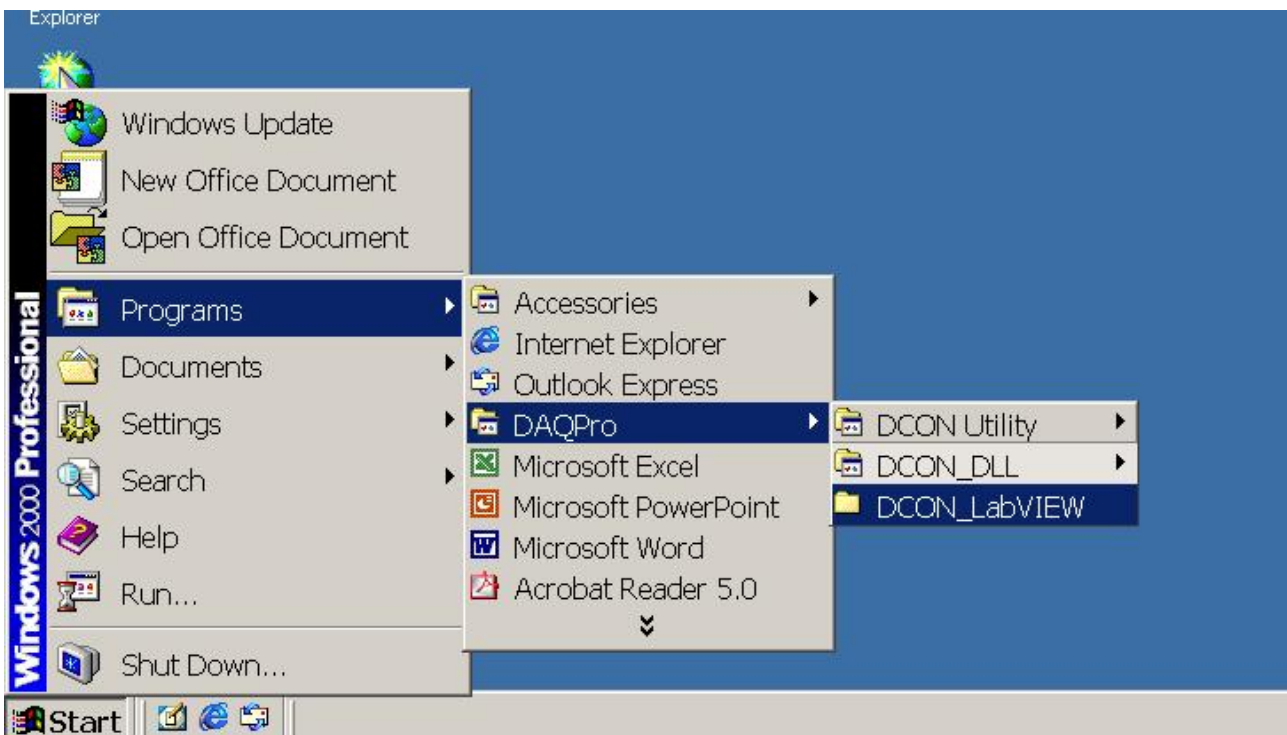 Explorer
Windows Update
New Office Document
Open Office Document
Programs
Documents
Settings
Search
Help
Run...
Shut Down...
Windows 2000 Professional
Accessories
Internet Explorer
Outlook Express
DAQPro
Microsoft Excel
Microsoft PowerPoint
Microsoft Word
Acrobat Reader 5.0
DCON Utility
DCON_DLL
DCON_LabVIEW
Start